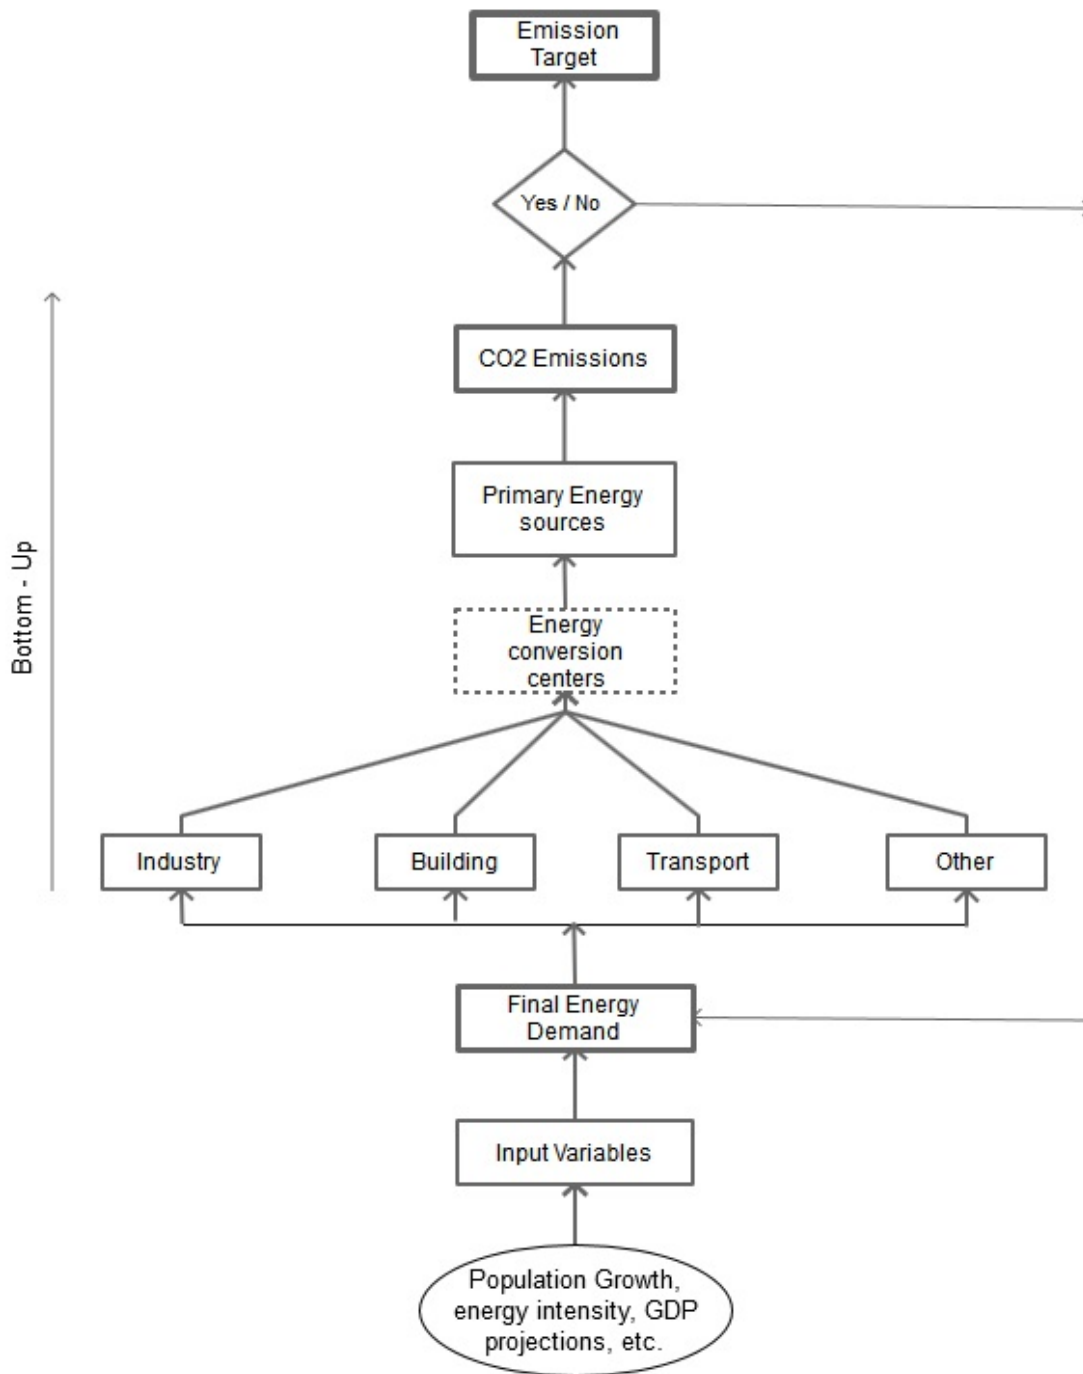 Emission
Target
Yes / No
CO2 Emissions
Primary Energy
sources
Bottom - Up
Energy
conversion
centers
Industry
Building
Transport
Other
Final Energy
Demand
Input Variables
Population Growth,
energy intensity, GDP
projections, etc.